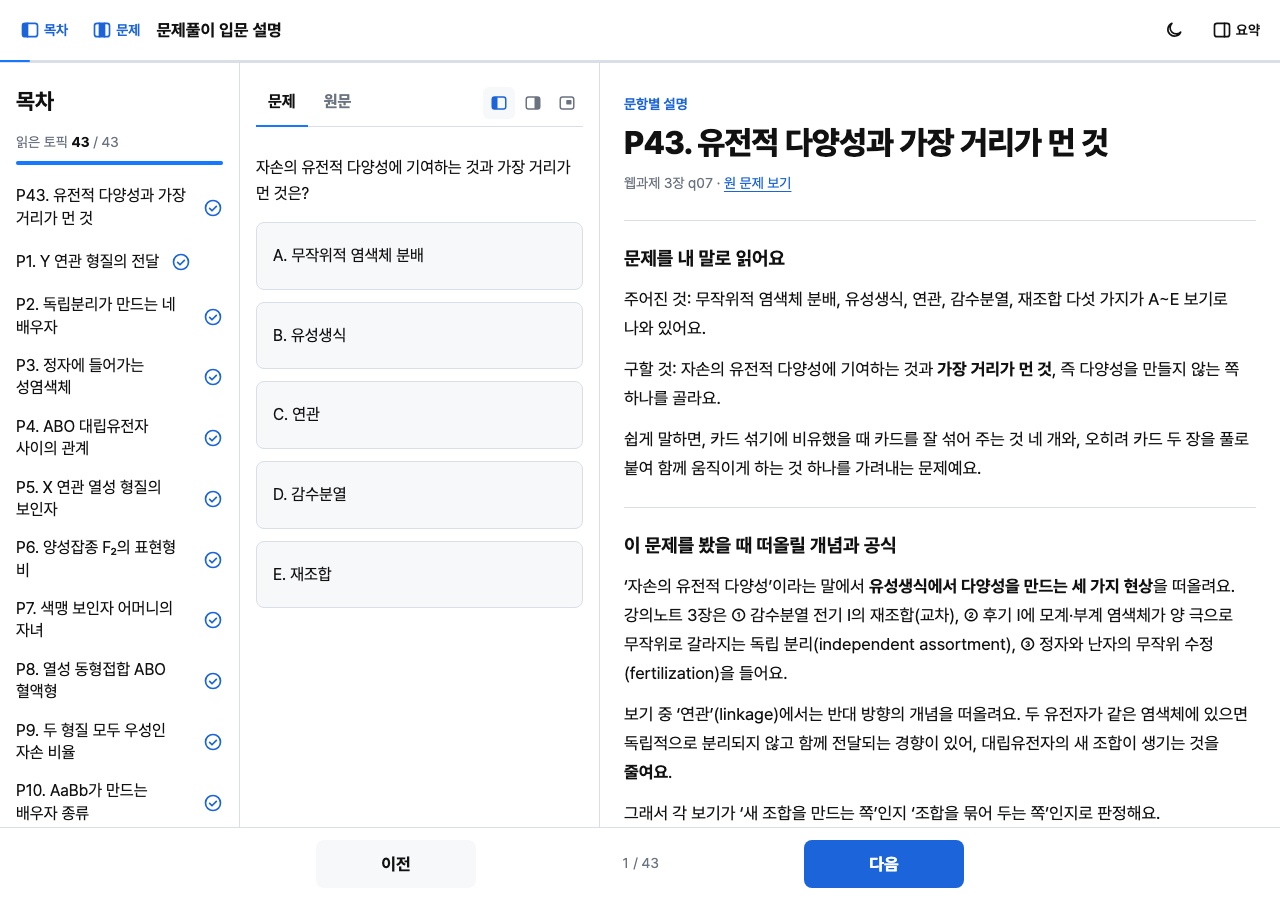 목차
문제
문제풀이 입문 설명
요약
목차
읽은 토픽 43 / 43
P43. 유전적 다양성과 가장
거리가 먼 것
P1. Y 연관 형질의 전달
P2. 독립분리가 만드는 네
배우자
P3. 정자에 들어가는
성염색체
P4. ABO 대립유전자
사이의 관계
P5. X 연관 열성 형질의
보인자
P6. 양성잡종 F₂의 표현형
비
P7. 색맹 보인자 어머니의
자녀
P8. 열성 동형접합 ABO
혈액형
P9. 두 형질 모두 우성인
자손 비율
P10. AaBb가 만드는
배우자 종류
문제
원문
자손의 유전적 다양성에 기여하는 것과 가장 거리가
먼 것은?
A. 무작위적 염색체 분배
B. 유성생식
C. 연관
D. 감수분열
E. 재조합
문항별 설명
P43. 유전적 다양성과 가장 거리가 먼 것
웹과제 3장 q07 · 원 문제 보기
문제를 내 말로 읽어요
주어진 것: 무작위적 염색체 분배, 유성생식, 연관, 감수분열, 재조합 다섯 가지가 A~E 보기로
나와 있어요.
구할 것: 자손의 유전적 다양성에 기여하는 것과 가장 거리가 먼 것, 즉 다양성을 만들지 않는 쪽
하나를 골라요.
쉽게 말하면, 카드 섞기에 비유했을 때 카드를 잘 섞어 주는 것 네 개와, 오히려 카드 두 장을 풀로
붙여 함께 움직이게 하는 것 하나를 가려내는 문제예요.
이 문제를 봤을 때 떠올릴 개념과 공식
‘자손의 유전적 다양성’이라는 말에서 유성생식에서 다양성을 만드는 세 가지 현상을 떠올려요.
강의노트 3장은 ① 감수분열 전기 I의 재조합(교차), ② 후기 I에 모계·부계 염색체가 양 극으로
무작위로 갈라지는 독립 분리(independent assortment), ③ 정자와 난자의 무작위 수정
(fertilization)을 들어요.
보기 중 ‘연관’(linkage)에서는 반대 방향의 개념을 떠올려요. 두 유전자가 같은 염색체에 있으면
독립적으로 분리되지 않고 함께 전달되는 경향이 있어, 대립유전자의 새 조합이 생기는 것을
줄여요.
그래서 각 보기가 ‘새 조합을 만드는 쪽’인지 ‘조합을 묶어 두는 쪽’인지로 판정해요.
이전
1 / 43
다음